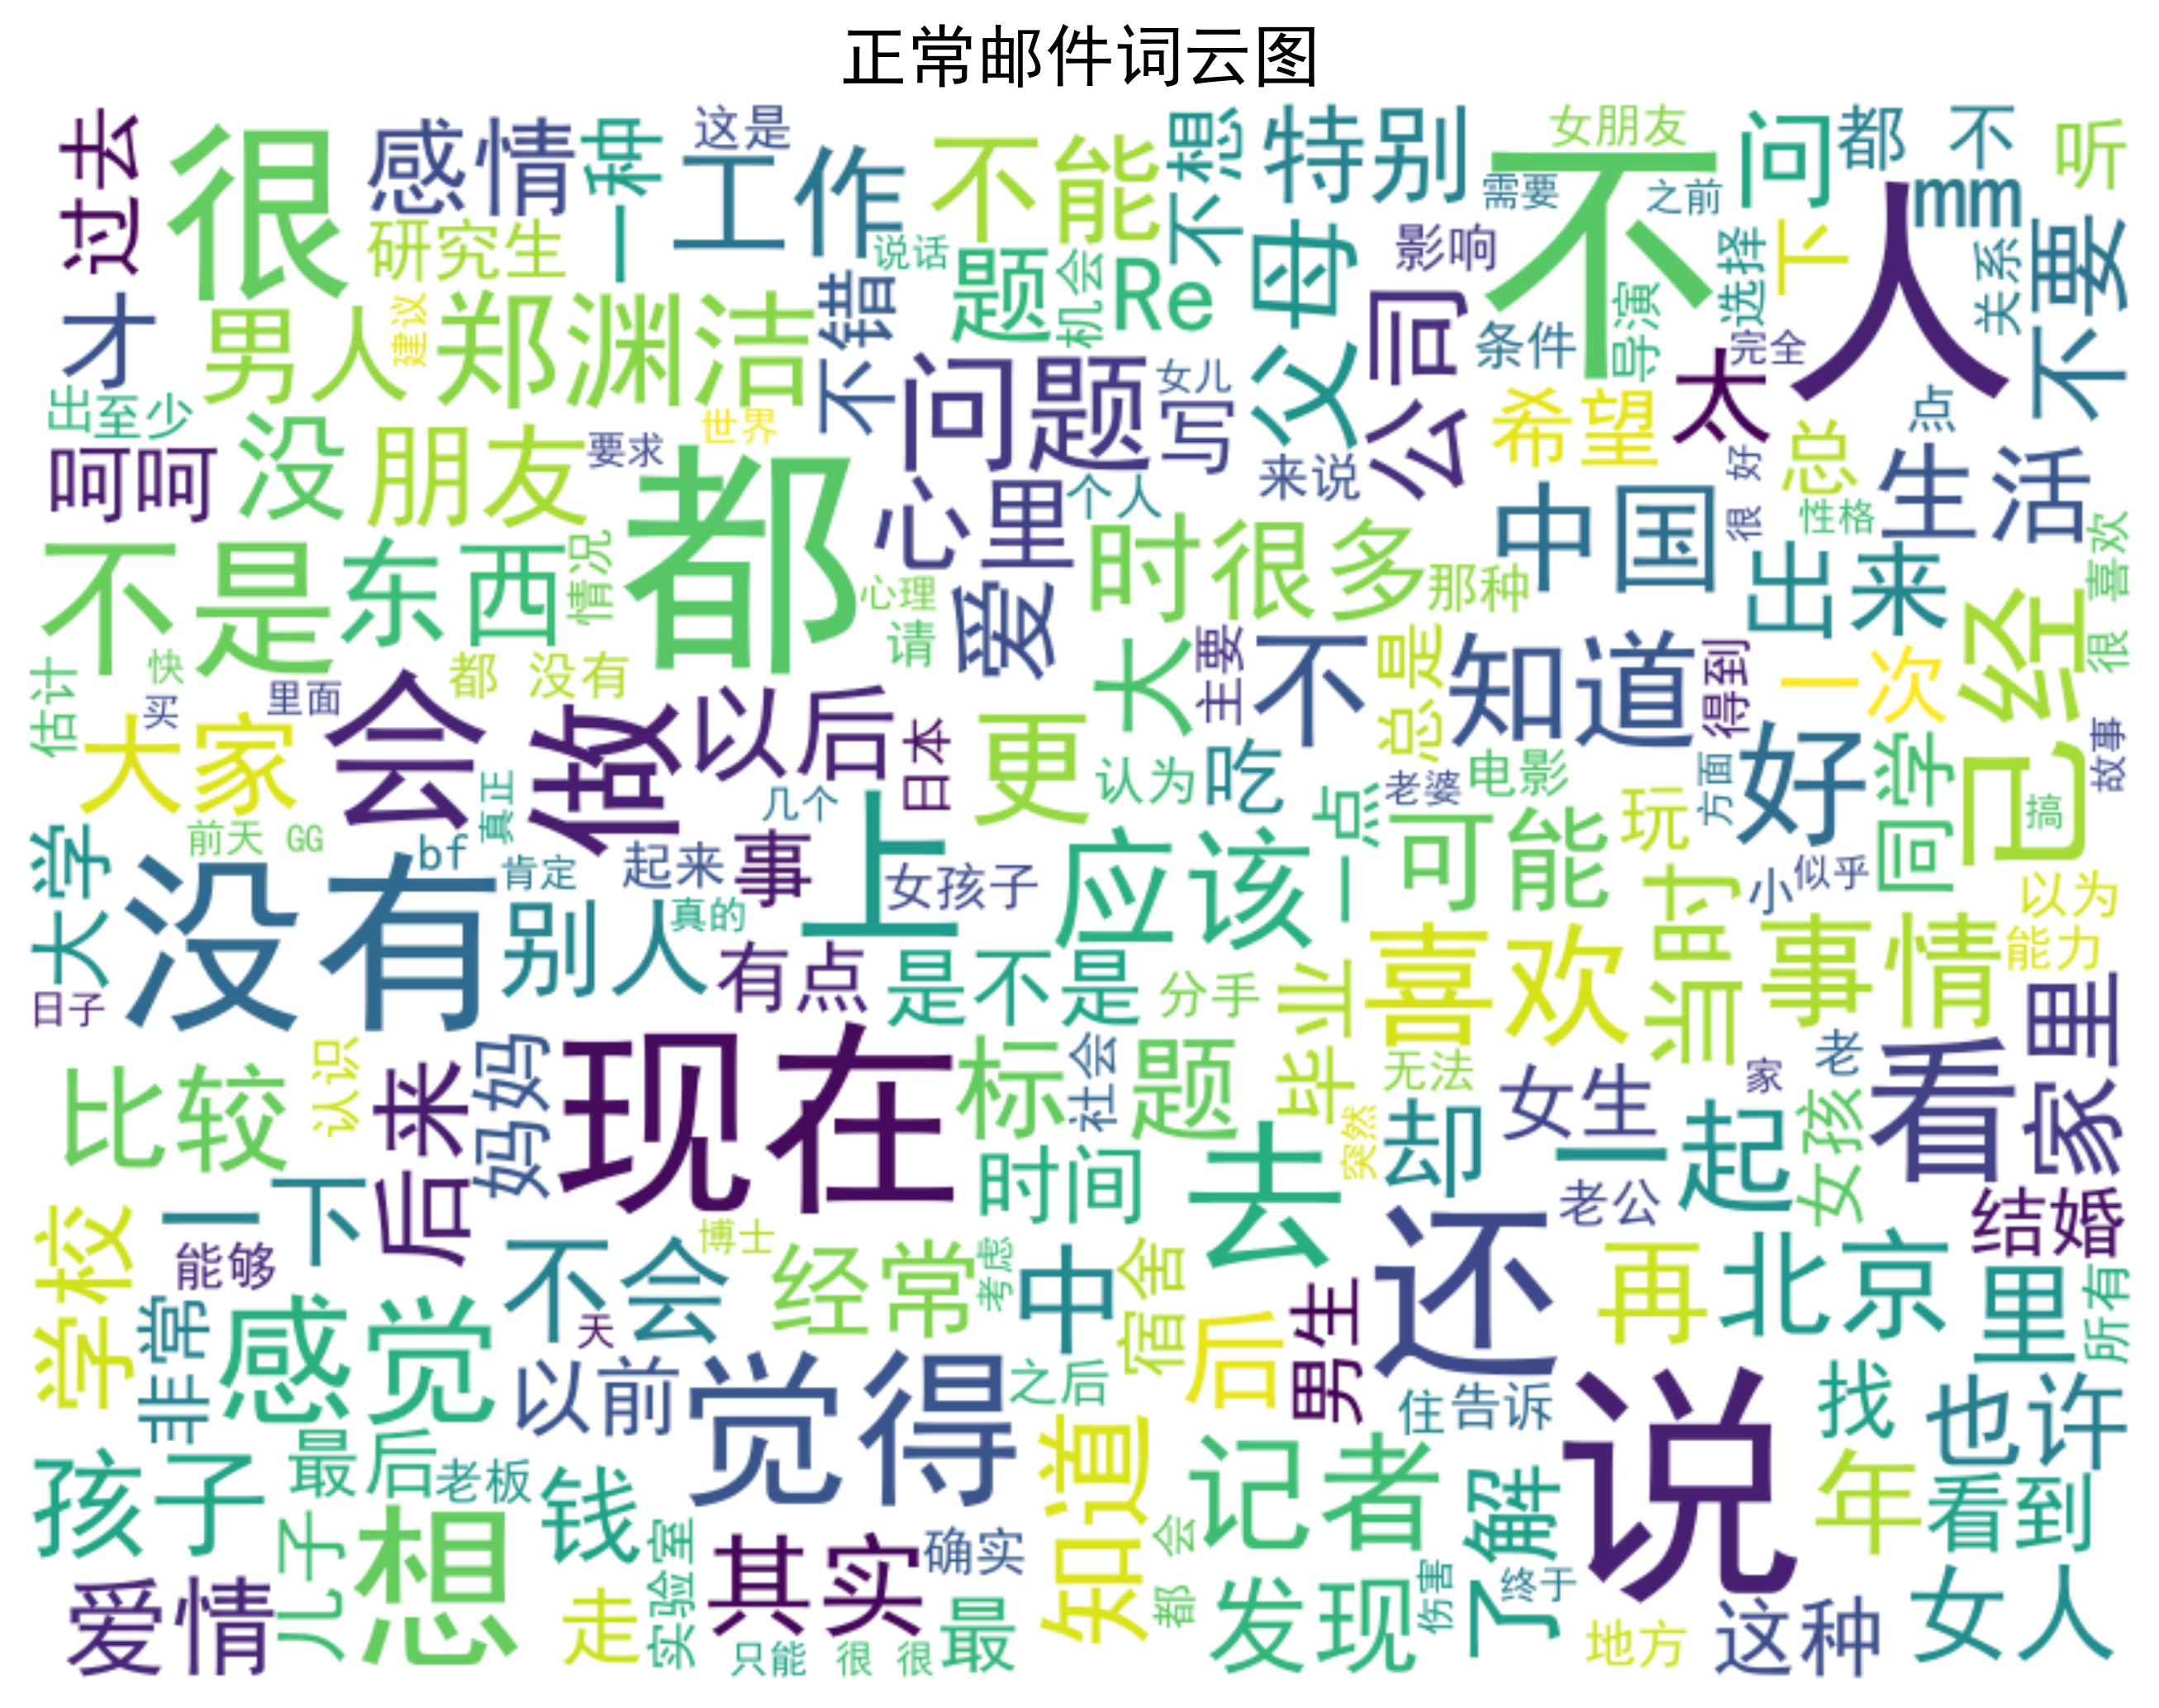 正常邮件词云图
过去
很
感情
一种
这是
工作
不能
不想
特别
女朋友
不
问
都 不
听
研究生
说话
题
机会
Re
父母
影响
需要
之前
选择
下
人
mm
关系
不要
才
男人
建议
郑渊洁
不错
公司
条件
导演
完全
太
出
至少
没
朋友
要求
世界
问题
女儿
写
来说
希望
总
点
呵呵
都
心里
个人
中国
很 好
性格
生活
不是
东西
情况
心理
请
爱
时
很多
那种
出来
已经
很 喜欢
估计
快
买
里面
都 没有
大
主要
不 知道
总是
得到
一次
大家
会
做
以后
日本
更
认为
吃
一点
老婆
电影
方面
好
同学
故事
前天
GG
真正
几个
玩
搞
大学
没有
bf
肯定
起来
事
上
女孩子
应该
可能
当时
小
似乎
以为
日子
别人
真的
有点
是不是
分手
毕业
喜欢
事情
能力
家里
比较
认识
后来
妈妈
现在
标题
社会
无法
突然
却
女生
一起
家
老
女孩
看
时间
去
老公
结婚
学校
一下
能够
不会
天
博士
经常
考虑
中
宿舍
后
男生
还
再
北京
里
所有
非常
感觉
以前
觉得
之后
住
告诉
说
找
也许
孩子
最后
老板
钱
知道
会
记者
了解
年
看到
爱情
儿子
想
走
实验室
其实
确实
只能
很 很
最
都
发现
伤害
终于
地方
这种
女人